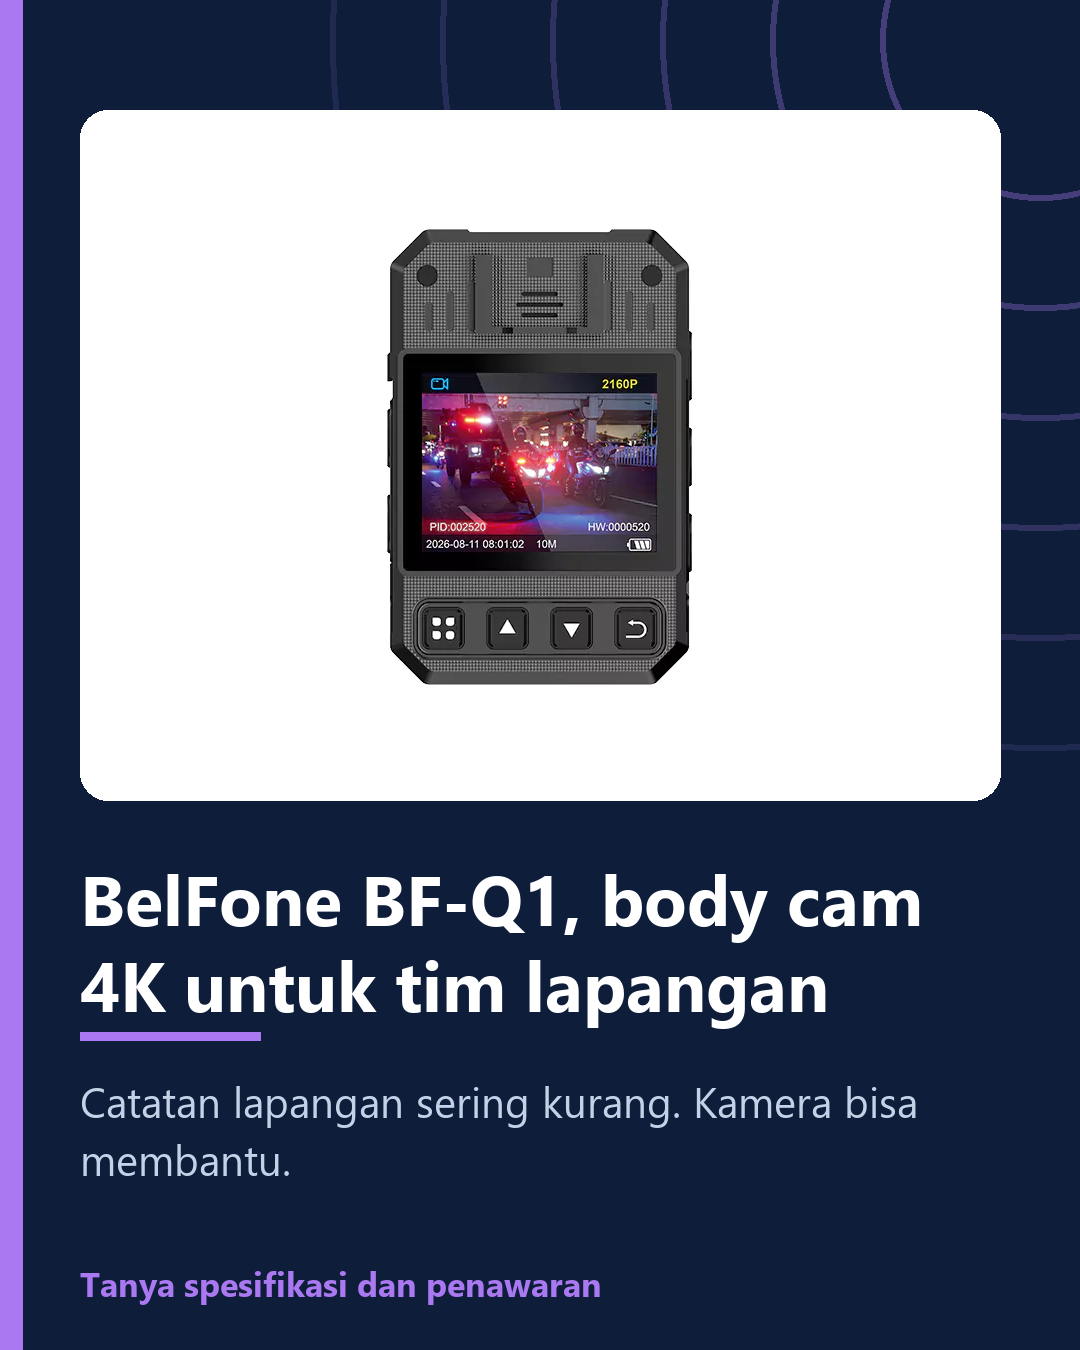 2160P
PID:002520 HW:0000520
2026-08-11 08:01:02 10M
BelFone BF-Q1, body cam
4K untuk tim lapangan
Catatan lapangan sering kurang. Kamera bisa
membantu.
Tanya spesifikasi dan penawaran